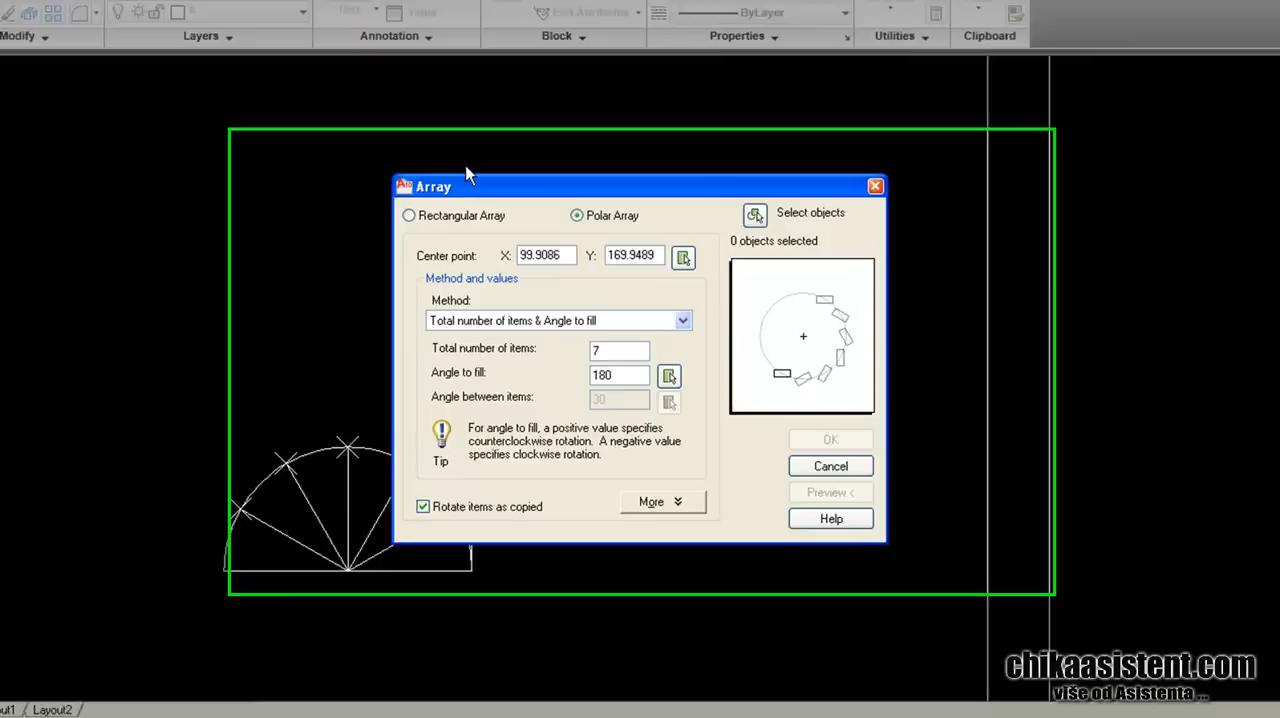 Table
Edit Attributes
ByLayer
Modify
Layers
Annotation
Block
Properties
Utilities
Clipboard
Array
Rectangular Array
Polar Array
Select objects
0 objects selected
Center point: X: 99.9086 Y: 169.9489
Method and values
Method:
Total number of items & Angle to fill
Total number of items: 7
Angle to fill: 180
Angle between items: 30
For angle to fill, a positive value specifies
counterclockwise rotation. A negative value
specifies clockwise rotation.
Tip
Rotate items as copied
More
OK
Cancel
Preview <
Help
chikaasistent.com
više od Asistenta ...
out1
Layout2